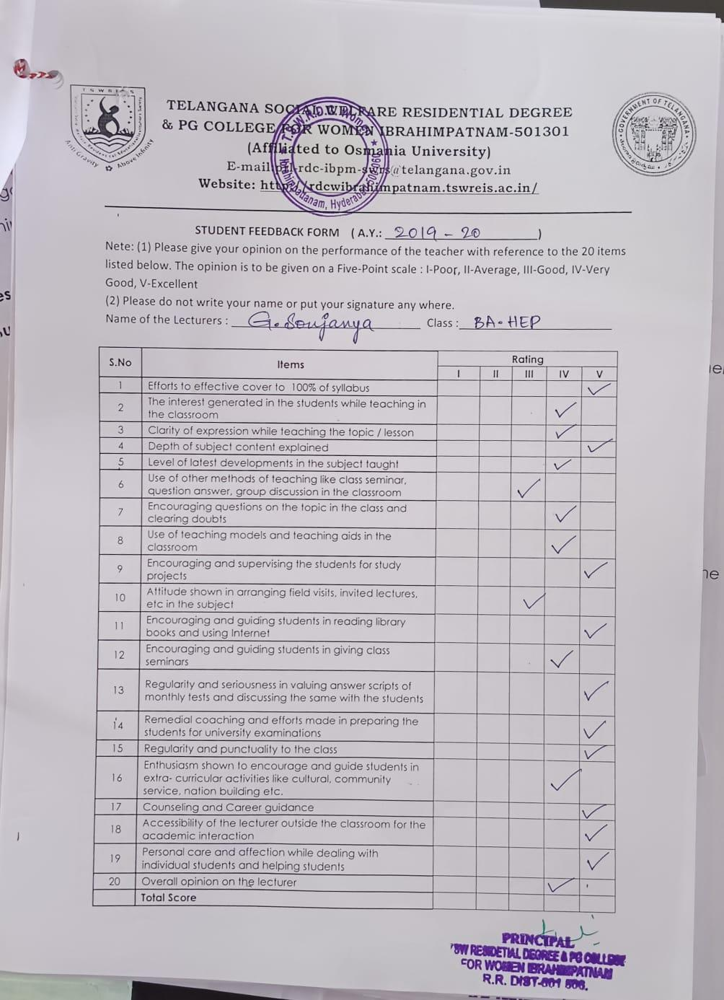 TSWREIS
Anti Gravity ☆ Above Infinity
TELANGANA SOCIAL WELFARE RESIDENTIAL DEGREE
& PG COLLEGE FOR WOMEN IBRAHIMPATNAM-501301
(Affiliated to Osmania University)
E-mail prl-rdc-ibpm-swrs@telangana.gov.in
Website: http://rdcwibrahimpatnam.tswreis.ac.in/
GOVERNMENT OF TELANGANA
STUDENT FEEDBACK FORM ( A.Y.: 2019 - 20 )
Nete: (1) Please give your opinion on the performance of the teacher with reference to the 20 items
listed below. The opinion is to be given on a Five-Point scale : I-Poor, II-Average, III-Good, IV-Very
Good, V-Excellent
(2) Please do not write your name or put your signature any where.
Name of the Lecturers : G. Soujanya Class : BA-HEP
S.No Items Rating
I II III IV V
1 Efforts to effective cover to 100% of syllabus ✓
2 The interest generated in the students while teaching in
the classroom ✓
3 Clarity of expression while teaching the topic / lesson ✓
4 Depth of subject content explained ✓
5 Level of latest developments in the subject taught ✓
6 Use of other methods of teaching like class seminar,
question answer, group discussion in the classroom ✓
7 Encouraging questions on the topic in the class and
clearing doubts ✓
8 Use of teaching models and teaching aids in the
classroom ✓
9 Encouraging and supervising the students for study
projects ✓
10 Attitude shown in arranging field visits, invited lectures,
etc in the subject ✓
11 Encouraging and guiding students in reading library
books and using Internet ✓
12 Encouraging and guiding students in giving class
seminars ✓
13 Regularity and seriousness in valuing answer scripts of
monthly tests and discussing the same with the students ✓
14 Remedial coaching and efforts made in preparing the
students for university examinations ✓
15 Regularity and punctuality to the class ✓
16 Enthusiasm shown to encourage and guide students in
extra- curricular activities like cultural, community
service, nation building etc. ✓
17 Counseling and Career guidance ✓
18 Accessibility of the lecturer outside the classroom for the
academic interaction ✓
19 Personal care and affection while dealing with
individual students and helping students ✓
20 Overall opinion on the lecturer ✓
Total Score
PRINCIPAL
TSW RESIDETIAL DEGREE & PG COLLEGE
FOR WOMEN IBRAHIMPATNAM
R.R. DIST-501 506.